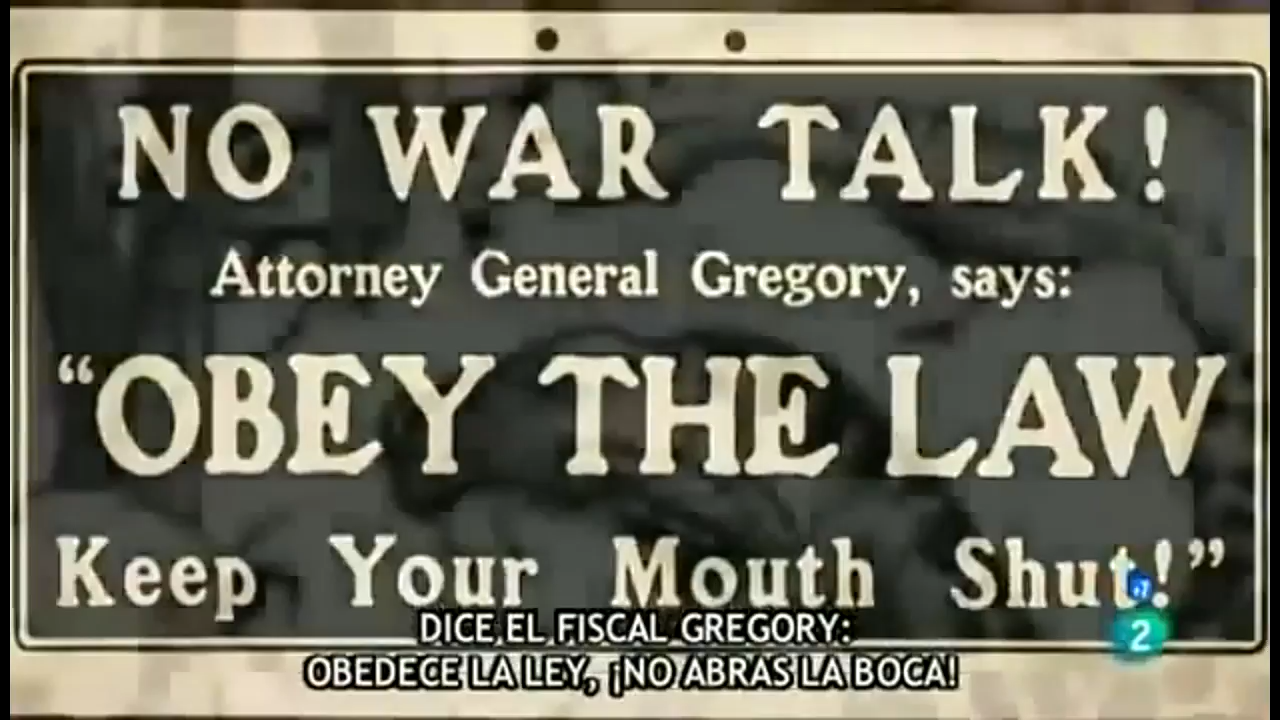 NO WAR TALK!
Attorney General Gregory, says:
"OBEY THE LAW
Keep Your Mouth Shut!"
DICE EL FISCAL GREGORY:
OBEDECE LA LEY, ¡NO ABRAS LA BOCA!
2